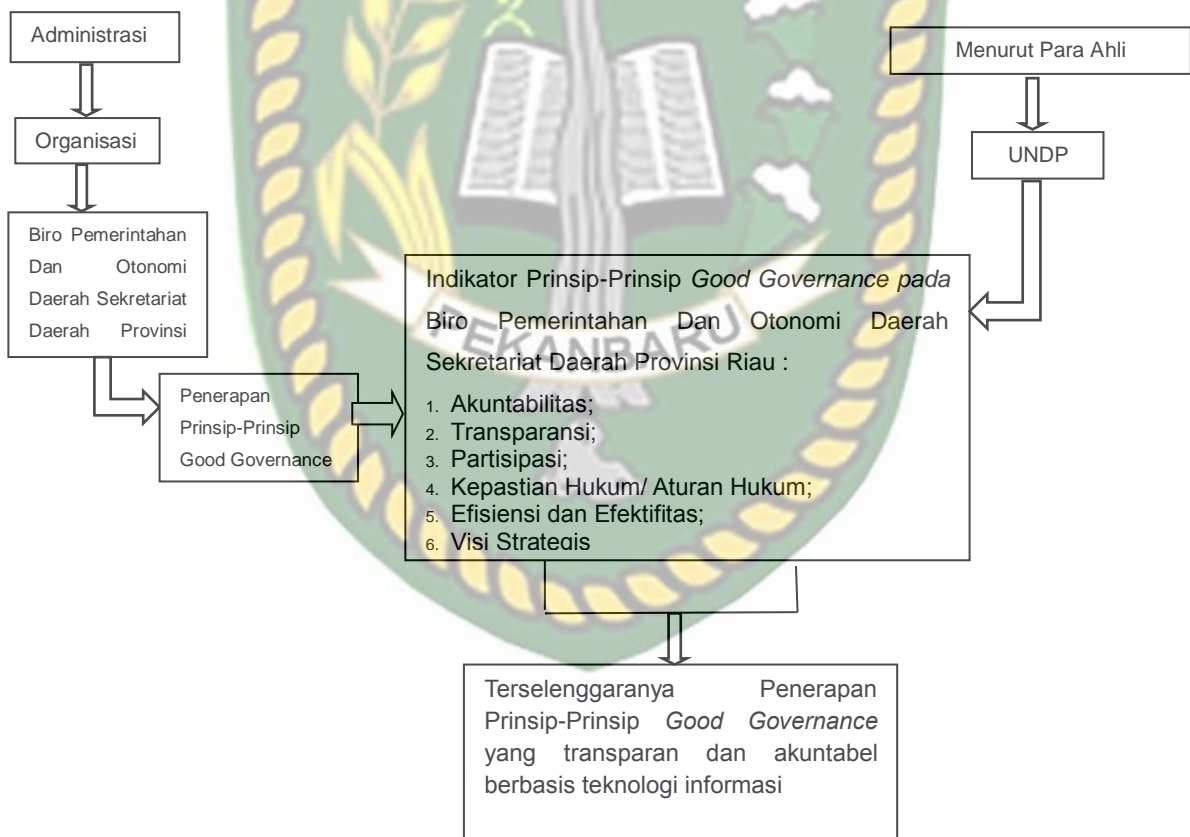 Administrasi
Organisasi
Biro Pemerintahan
Dan Otonomi
Daerah Sekretariat
Daerah Provinsi
Penerapan
Prinsip-Prinsip
Good Governance
Menurut Para Ahli
UNDP
Indikator Prinsip-Prinsip Good Governance pada
Biro Pemerintahan Dan Otonomi Daerah
Sekretariat Daerah Provinsi Riau :
1. Akuntabilitas;
2. Transparansi;
3. Partisipasi;
4. Kepastian Hukum/ Aturan Hukum;
5. Efisiensi dan Efektifitas;
6. Visi Strategis
PEKANBARU
Terselenggaranya Penerapan
Prinsip-Prinsip Good Governance
yang transparan dan akuntabel
berbasis teknologi informasi